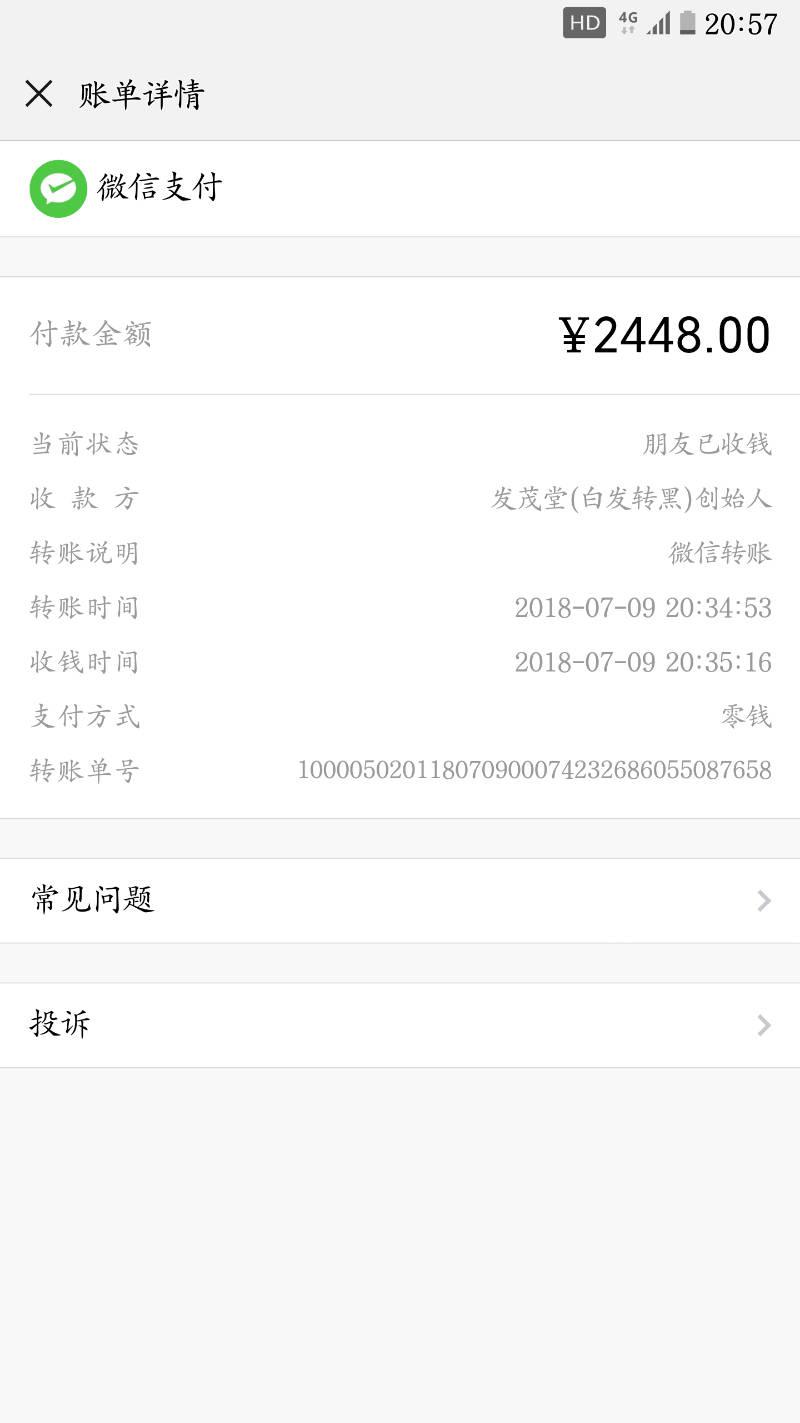 HD 4G 20:57
账单详情
微信支付
付款金额 ¥2448.00
当前状态 朋友已收钱
收款方 发茂堂(白发转黑)创始人
转账说明 微信转账
转账时间 2018-07-09 20:34:53
收钱时间 2018-07-09 20:35:16
支付方式 零钱
转账单号 1000050201180709000742326860550876​58
常见问题
投诉